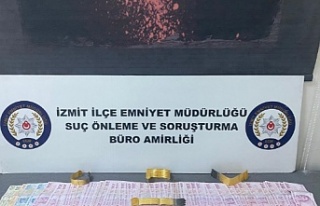 İZMİT İLÇE EMNİYET MÜDÜRLÜĞÜ
SUÇ ÖNLEME VE SORUŞTURMA
BÜRO AMİRLİĞİ